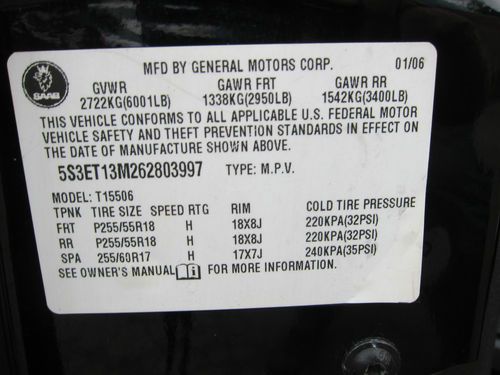 MFD BY GENERAL MOTORS CORP. 01/06
SAAB
GVWR GAWR FRT GAWR RR
2722KG(6001LB) 1338KG(2950LB) 1542KG(3400LB)
THIS VEHICLE CONFORMS TO ALL APPLICABLE U.S. FEDERAL MOTOR
VEHICLE SAFETY AND THEFT PREVENTION STANDARDS IN EFFECT ON
THE DATE OF MANUFACTURE SHOWN ABOVE.
5S3ET13M262803997 TYPE: M.P.V.
MODEL: T15506
TPNK TIRE SIZE SPEED RTG RIM COLD TIRE PRESSURE
FRT P255/55R18 H 18X8J 220KPA(32PSI)
RR P255/55R18 H 18X8J 220KPA(32PSI)
SPA 255/60R17 H 17X7J 240KPA(35PSI)
SEE OWNER'S MANUAL FOR MORE INFORMATION.